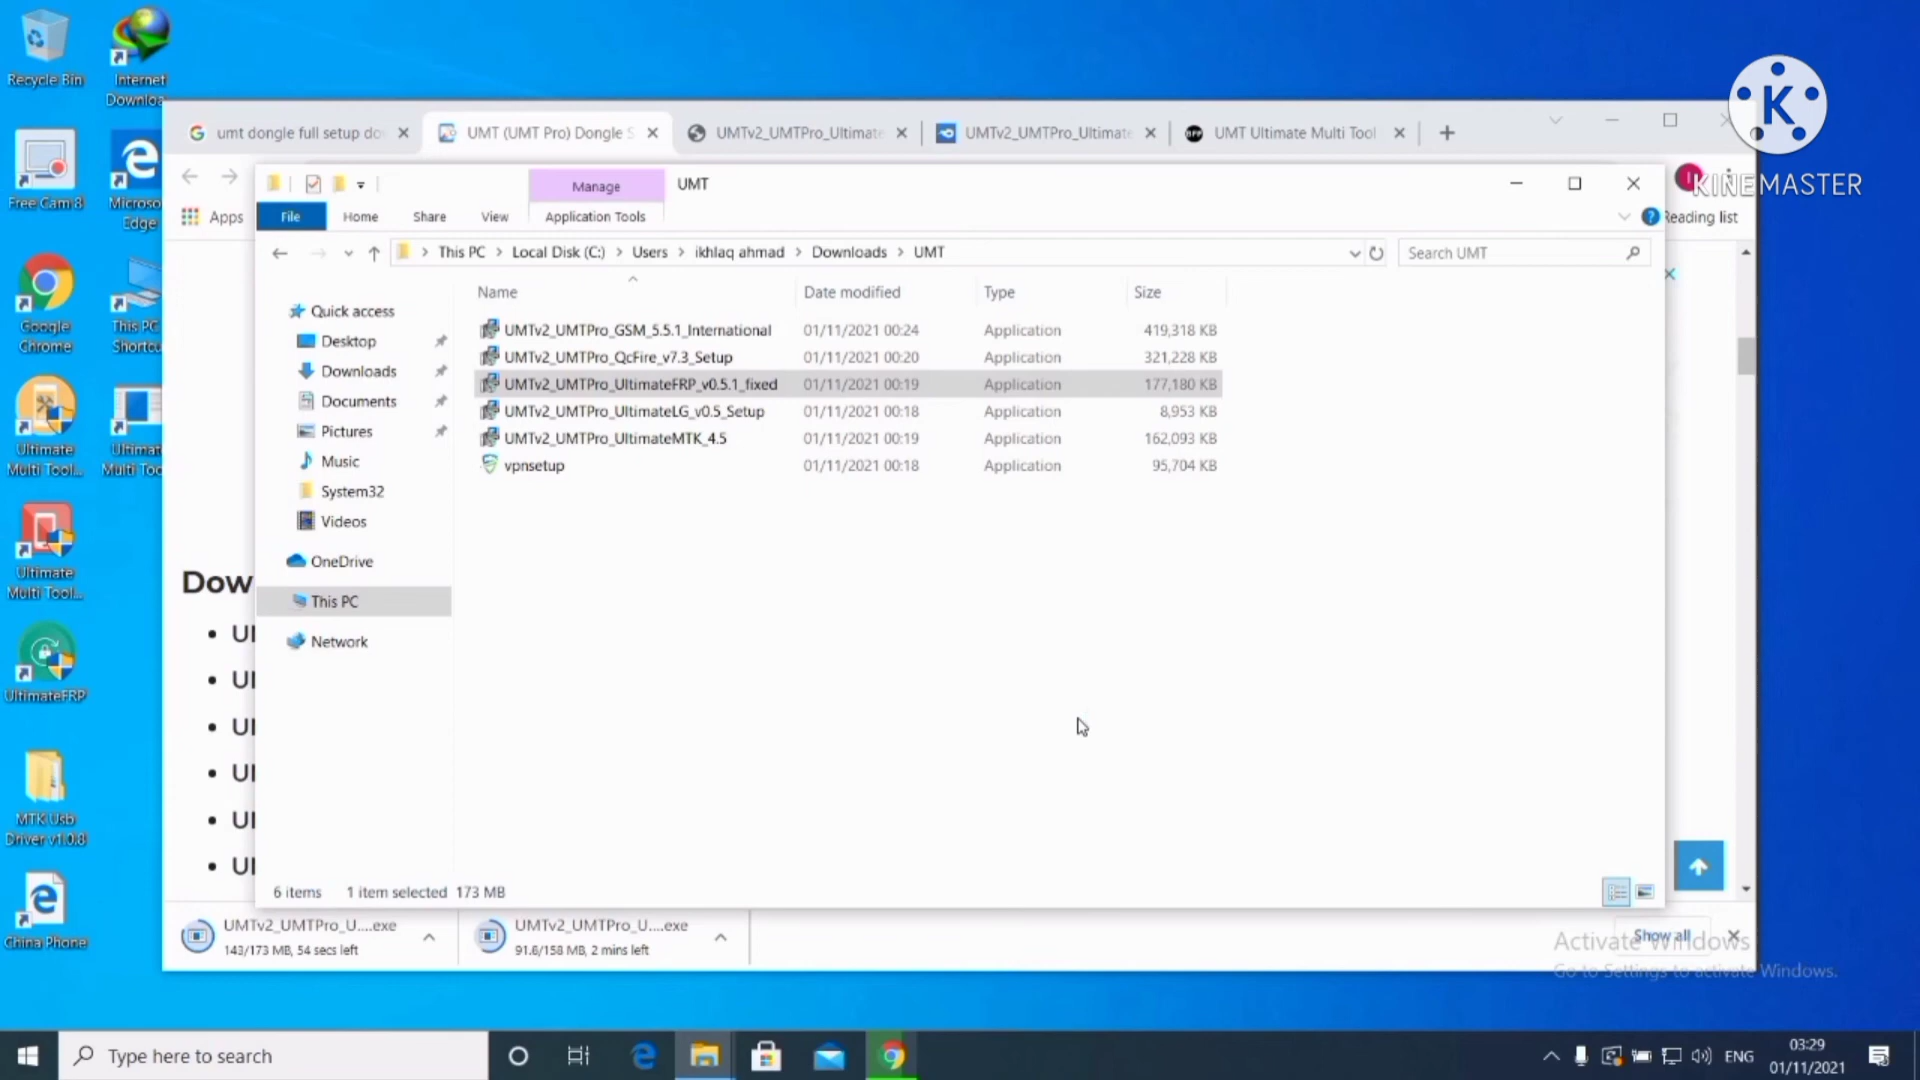 Recycle Bin
Internet
Downloa
Free Cam 8
Microso
Edge
Google
Chrome
This PC
Shortcu
Ultimate
Multi Tool...
Ultimat
Multi Too
Ultimate
Multi Tool...
UltimateFRP
MTK Usb
Driver v1.0.8
China Phone
umt dongle full setup do
UMT (UMT Pro) Dongle S
UMTv2_UMTPro_Ultimate
UMTv2_UMTPro_Ultimate
UMT Ultimate Multi Tool
K
KINEMASTER
Apps
Reading list
Manage
UMT
File
Home
Share
View
Application Tools
This PC
Local Disk (C:)
Users
ikhlaq ahmad
Downloads
UMT
Search UMT
Name
Date modified
Type
Size
UMTv2_UMTPro_GSM_5.5.1_International 01/11/2021 00:24 Application 419,318 KB
UMTv2_UMTPro_QcFire_v7.3_Setup 01/11/2021 00:20 Application 321,228 KB
UMTv2_UMTPro_UltimateFRP_v0.5.1_fixed 01/11/2021 00:19 Application 177,180 KB
UMTv2_UMTPro_UltimateLG_v0.5_Setup 01/11/2021 00:18 Application 8,953 KB
UMTv2_UMTPro_UltimateMTK_4.5 01/11/2021 00:19 Application 162,093 KB
vpnsetup 01/11/2021 00:18 Application 95,704 KB
Quick access
Desktop
Downloads
Documents
Pictures
Music
System32
Videos
OneDrive
This PC
Network
Dow
UI
UI
UI
UI
UI
UI
6 items 1 item selected 173 MB
UMTv2_UMTPro_U....exe
143/173 MB, 54 secs left
UMTv2_UMTPro_U....exe
91.6/158 MB, 2 mins left
Show all
Activate Windows
Go to Settings to activate Windows.
Type here to search
ENG
03:29
01/11/2021